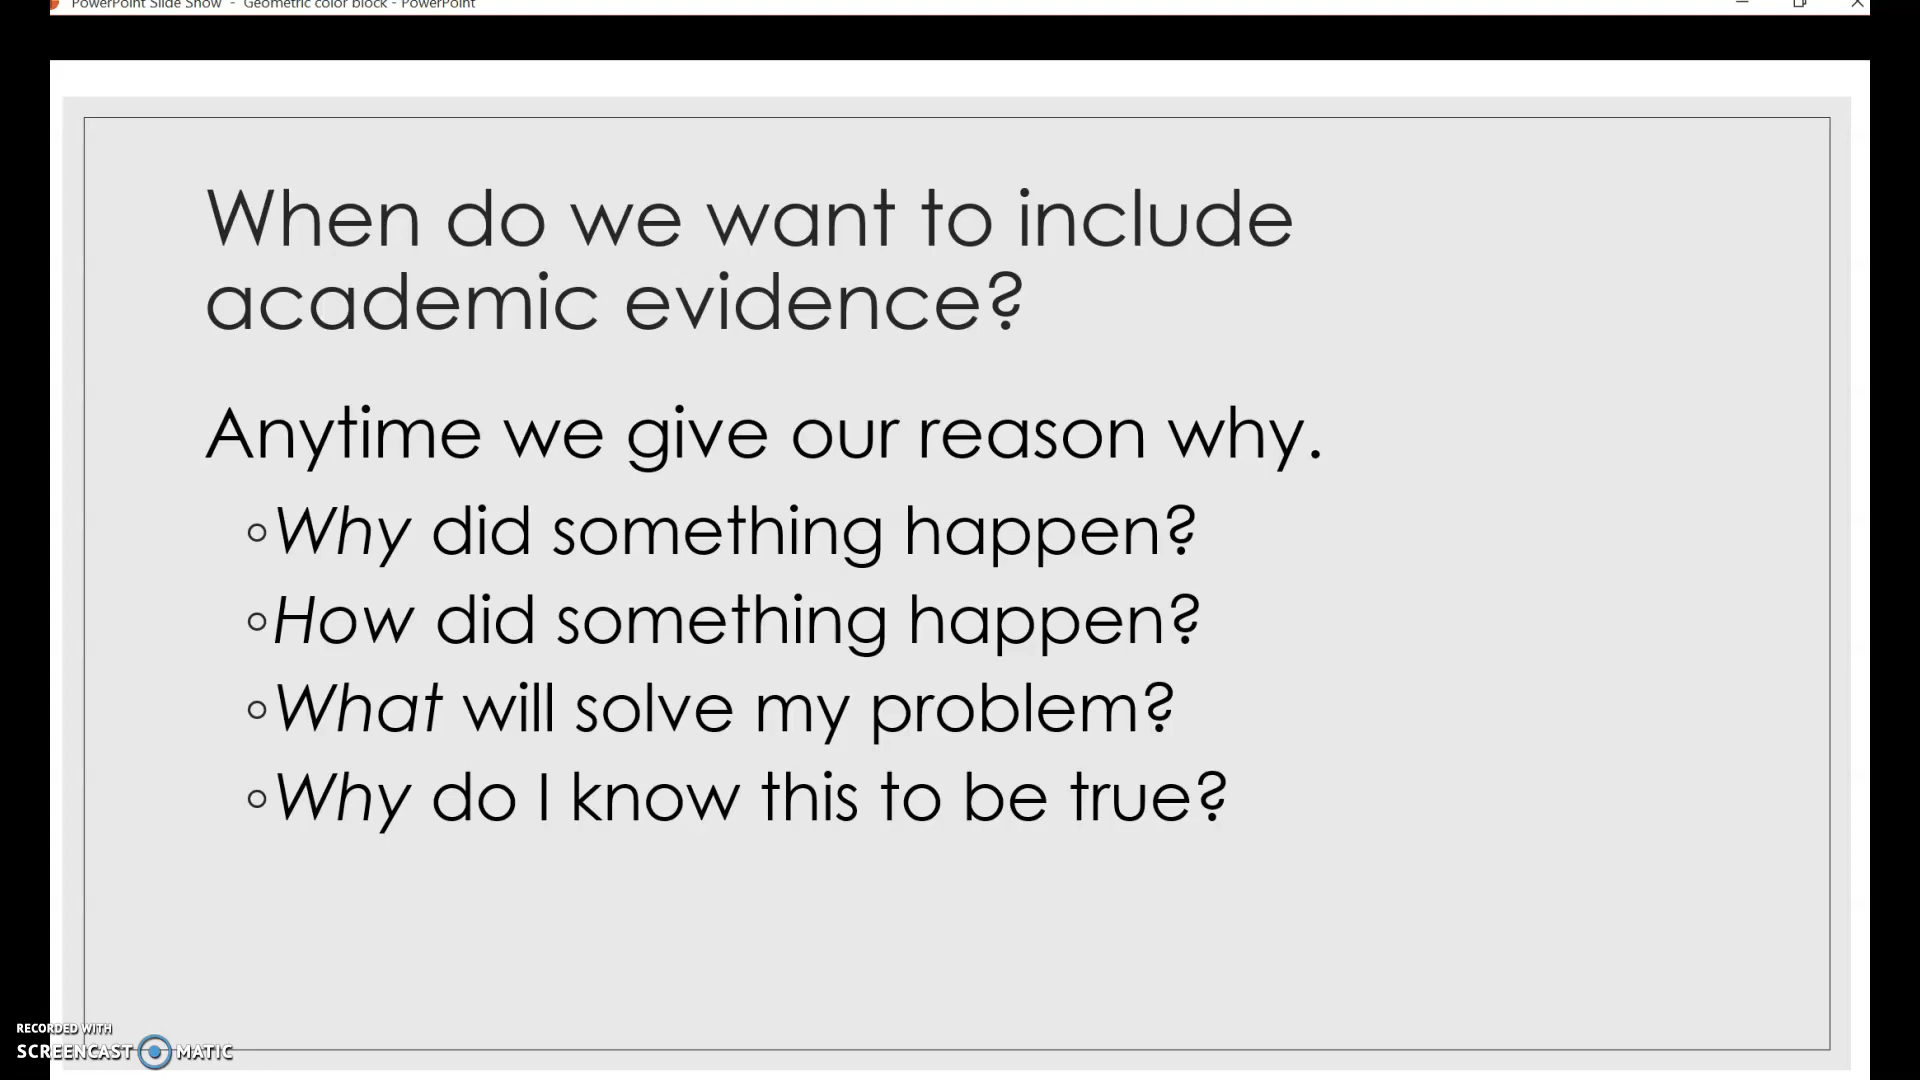 PowerPoint Slide Show - Geometric color block - PowerPoint
When do we want to include
academic evidence?
Anytime we give our reason why.
◦Why did something happen?
◦How did something happen?
◦What will solve my problem?
◦Why do I know this to be true?
RECORDED WITH
SCREENCAST MATIC